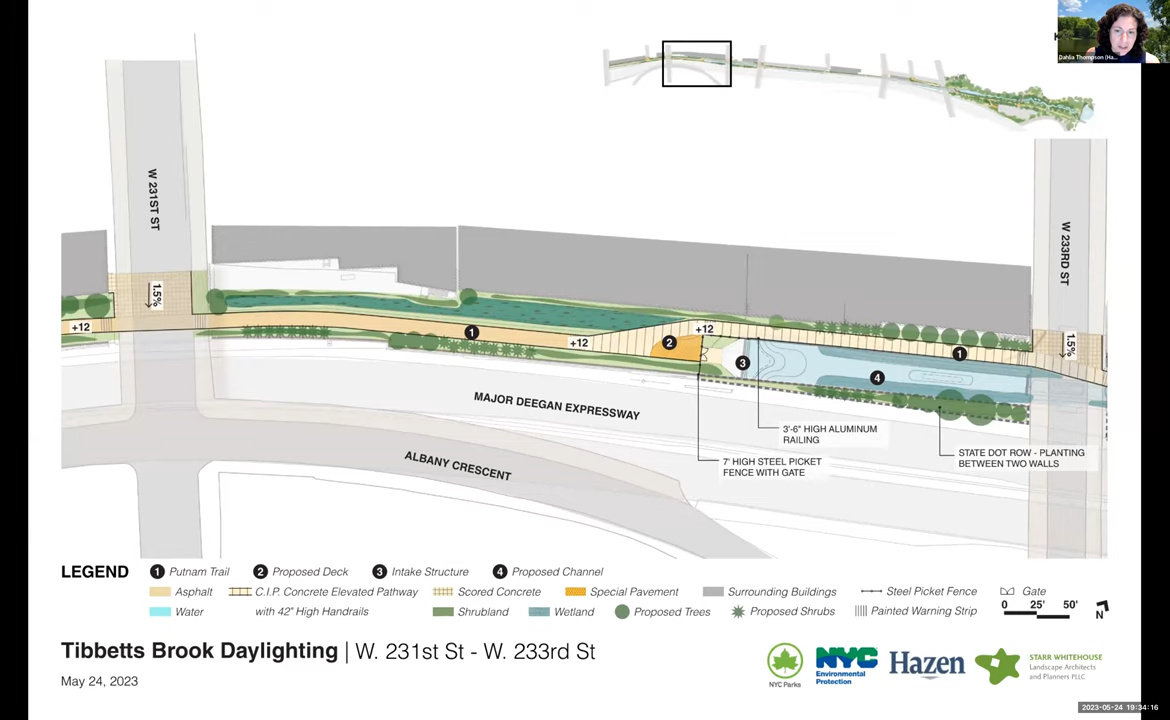 Dahlia Thompson (Ha...
W 231ST ST
W 233RD ST
1.5%
1.5%
+12
+12
+12
1
2
3
4
1
MAJOR DEEGAN EXPRESSWAY
ALBANY CRESCENT
3'-6" HIGH ALUMINUM
RAILING
7' HIGH STEEL PICKET
FENCE WITH GATE
STATE DOT ROW - PLANTING
BETWEEN TWO WALLS
LEGEND
1 Putnam Trail 2 Proposed Deck 3 Intake Structure 4 Proposed Channel
Asphalt C.I.P. Concrete Elevated Pathway Scored Concrete Special Pavement Surrounding Buildings Steel Picket Fence Gate
Water with 42" High Handrails Shrubland Wetland Proposed Trees Proposed Shrubs Painted Warning Strip
0 25' 50'
N
Tibbetts Brook Daylighting | W. 231st St - W. 233rd St
May 24, 2023
NYC Parks
NYC
Environmental
Protection
Hazen
STARR WHITEHOUSE
Landscape Architects
and Planners PLLC
2023-05-24 19:34:16